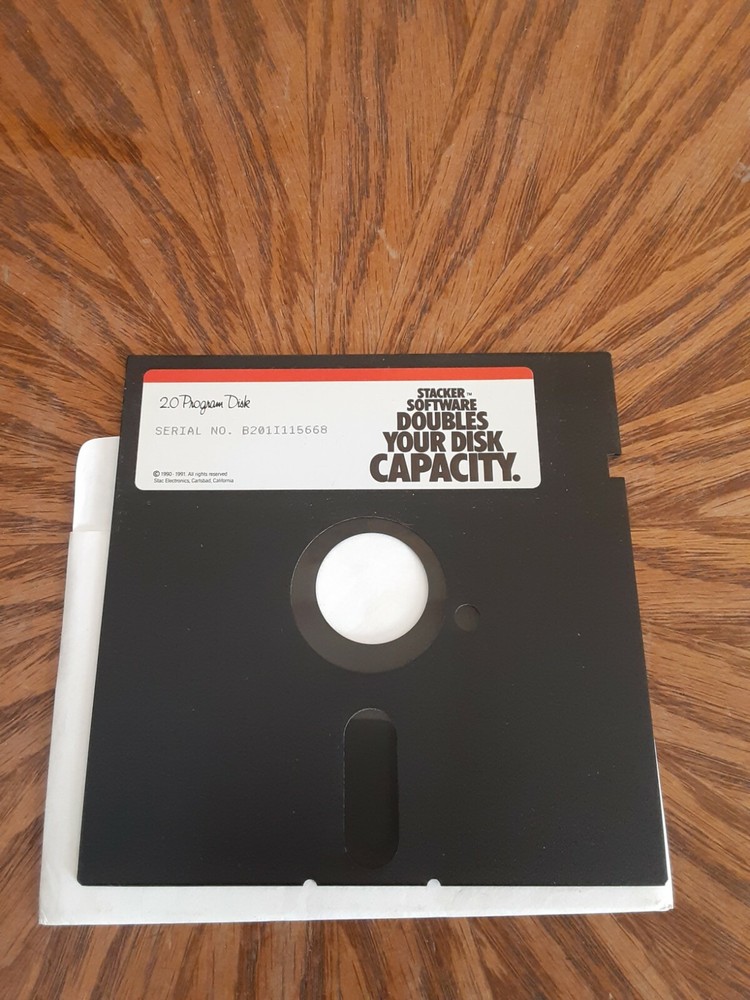 2.0 Program Disk
SERIAL NO. B201I115668
© 1990 - 1991. All rights reserved
Stac Electronics, Carlsbad, California
STACKER™
SOFTWARE
DOUBLES
YOUR DISK
CAPACITY.